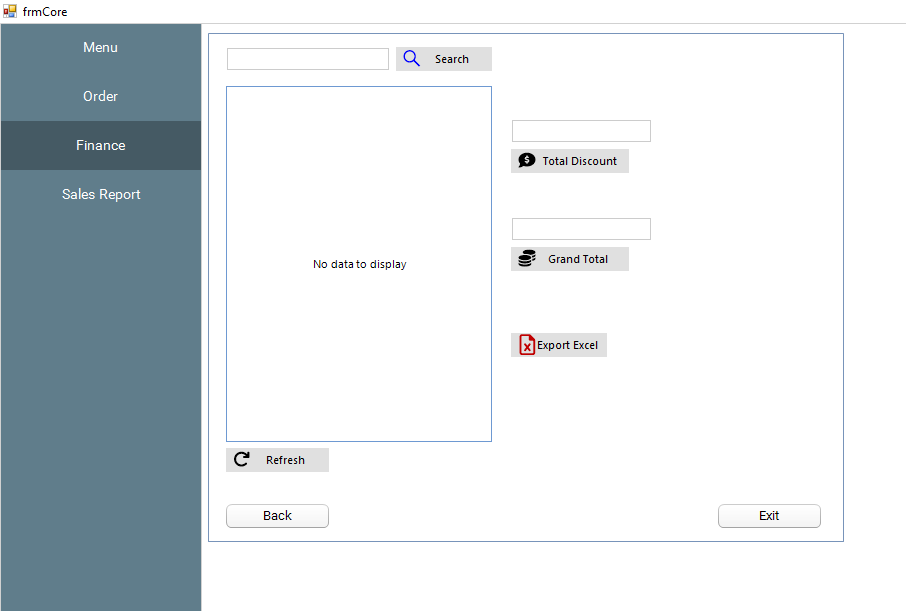 frmCore
Menu
Order
Finance
Sales Report
Search
No data to display
Total Discount
Grand Total
Export Excel
Refresh
Back
Exit